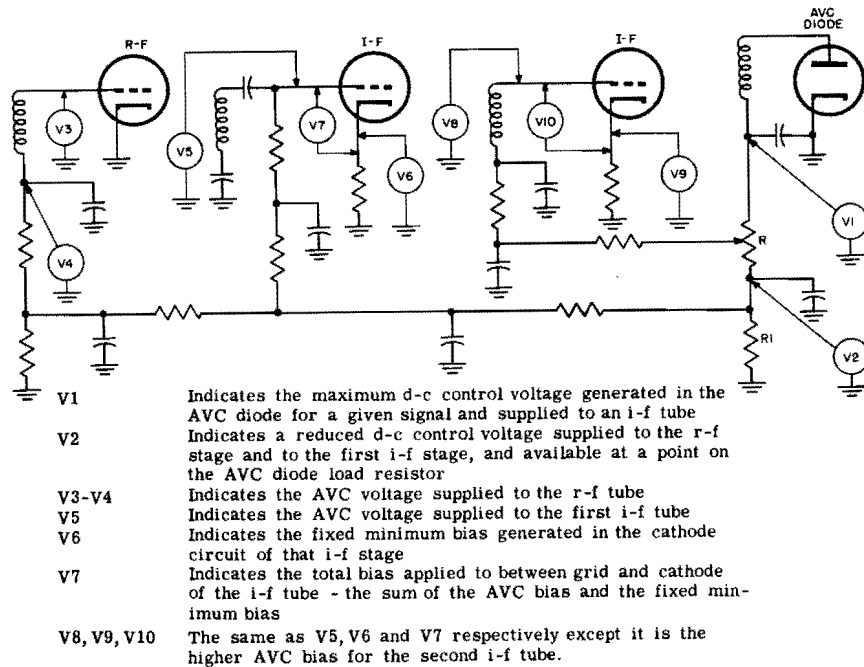 AVC
DIODE
R-F
I-F
I-F
V3
V5
V7
V6
V8
V10
V9
V4
V1
R
R1
V2
V1 Indicates the maximum d-c control voltage generated in the
AVC diode for a given signal and supplied to an i-f tube
V2 Indicates a reduced d-c control voltage supplied to the r-f
stage and to the first i-f stage, and available at a point on
the AVC diode load resistor
V3-V4 Indicates the AVC voltage supplied to the r-f tube
V5 Indicates the AVC voltage supplied to the first i-f tube
V6 Indicates the fixed minimum bias generated in the cathode
circuit of that i-f stage
V7 Indicates the total bias applied to between grid and cathode
of the i-f tube - the sum of the AVC bias and the fixed min-
imum bias
V8, V9, V10 The same as V5, V6 and V7 respectively except it is the
higher AVC bias for the second i-f tube.